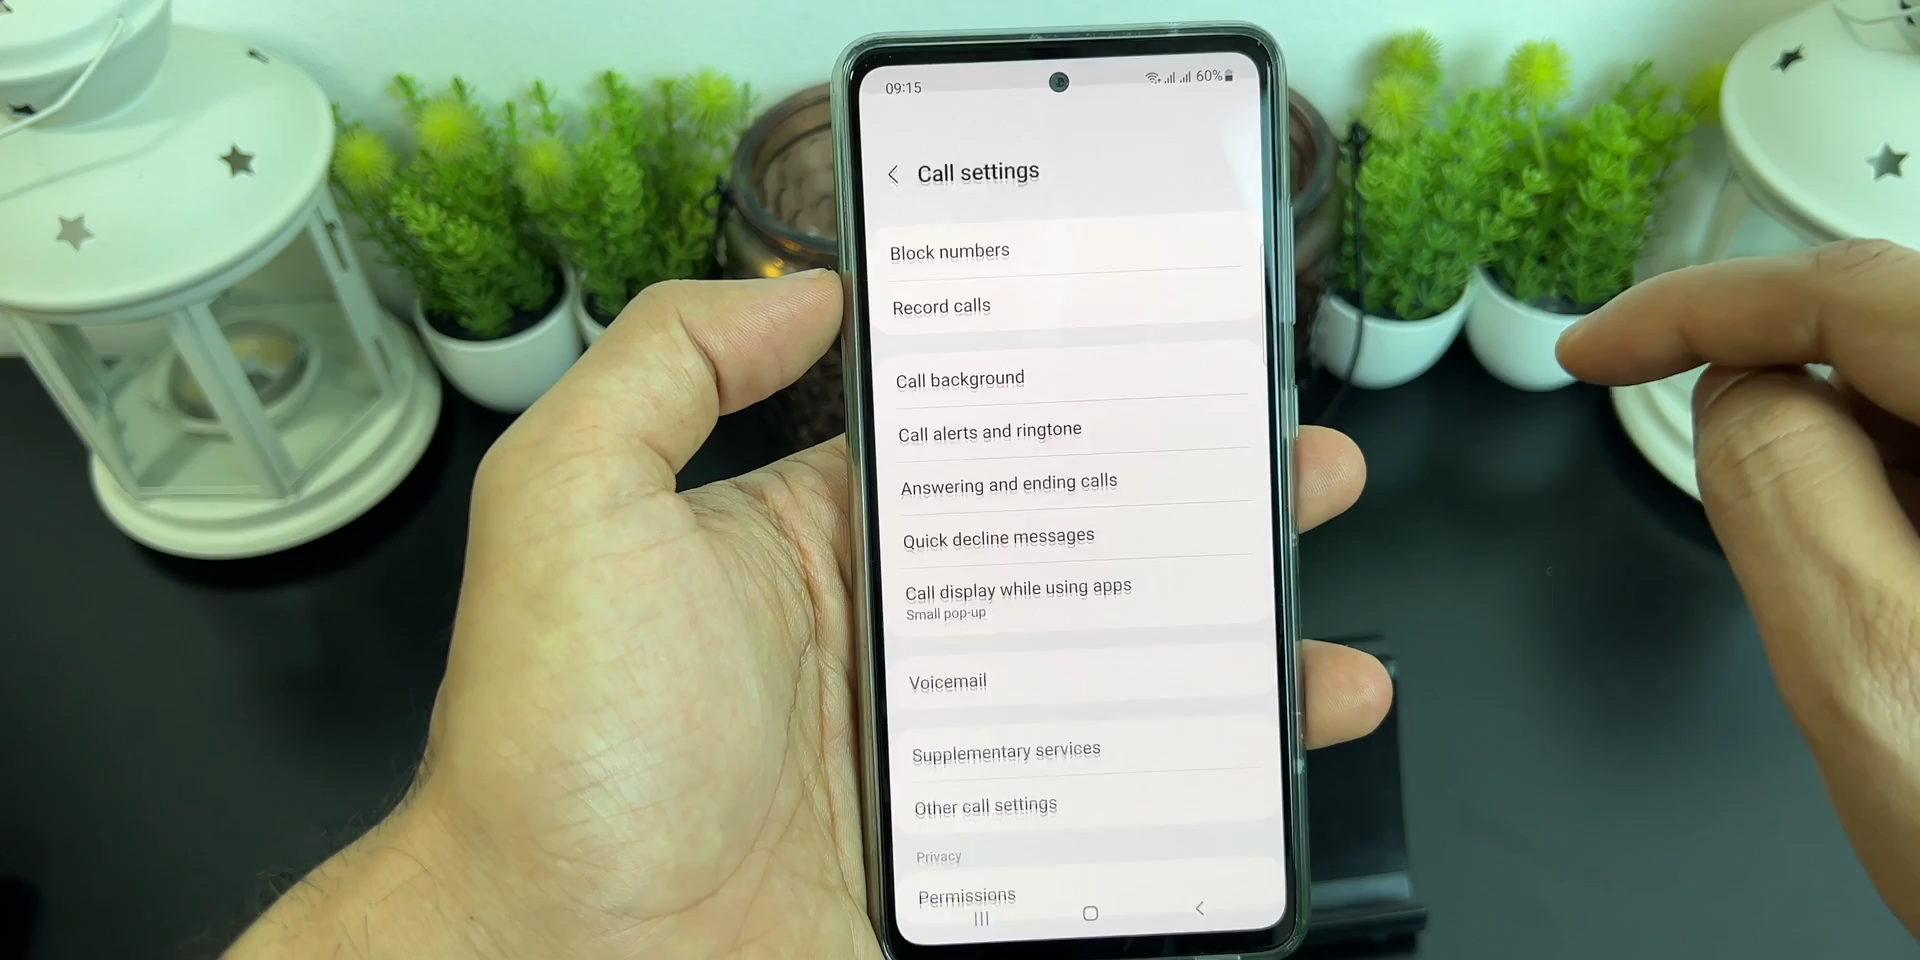 09:15
60%
Call settings
Block numbers
Record calls
Call background
Call alerts and ringtone
Answering and ending calls
Quick decline messages
Call display while using apps
Small pop-up
Voicemail
Supplementary services
Other call settings
Privacy
Permissions